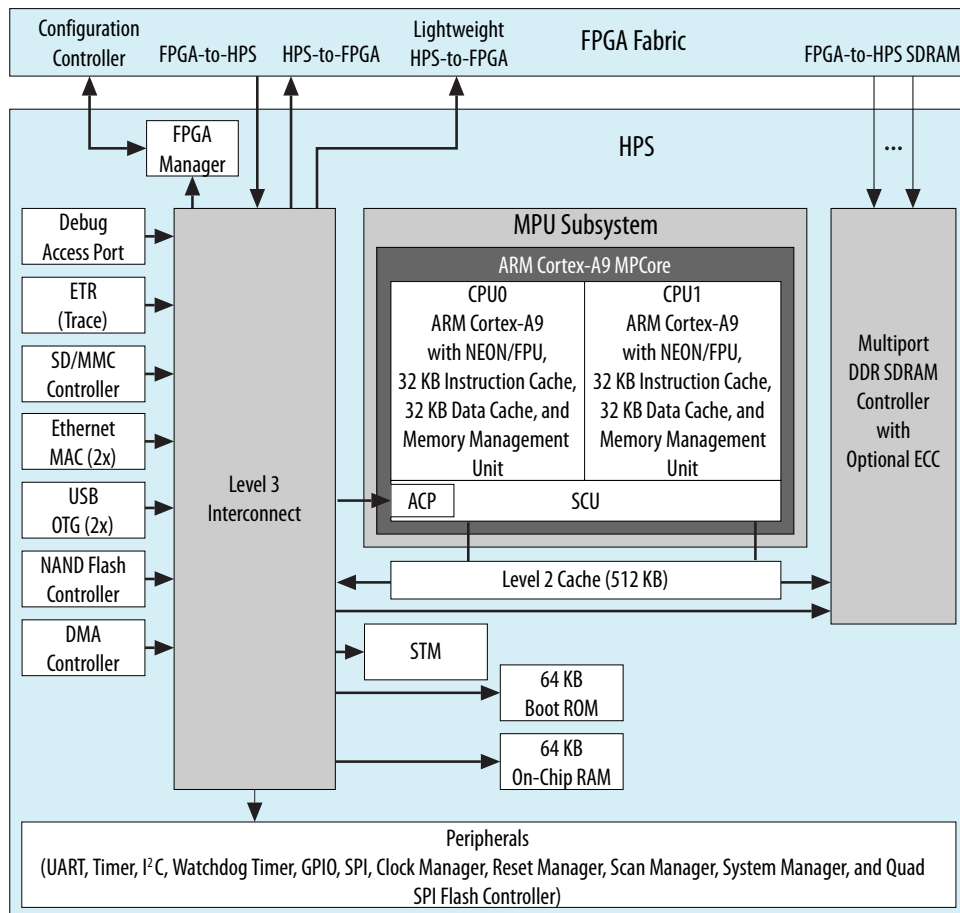 Configuration
Controller
FPGA-to-HPS
HPS-to-FPGA
Lightweight
HPS-to-FPGA
FPGA Fabric
FPGA-to-HPS SDRAM
FPGA
Manager
HPS
...
Debug
Access Port
ETR
(Trace)
SD/MMC
Controller
Ethernet
MAC (2x)
USB
OTG (2x)
NAND Flash
Controller
DMA
Controller
Level 3
Interconnect
MPU Subsystem
ARM Cortex-A9 MPCore
CPU0
ARM Cortex-A9
with NEON/FPU,
32 KB Instruction Cache,
32 KB Data Cache, and
Memory Management
Unit
CPU1
ARM Cortex-A9
with NEON/FPU,
32 KB Instruction Cache,
32 KB Data Cache, and
Memory Management
Unit
ACP
SCU
Level 2 Cache (512 KB)
Multiport
DDR SDRAM
Controller
with
Optional ECC
STM
64 KB
Boot ROM
64 KB
On-Chip RAM
Peripherals
(UART, Timer, I²C, Watchdog Timer, GPIO, SPI, Clock Manager, Reset Manager, Scan Manager, System Manager, and Quad
SPI Flash Controller)